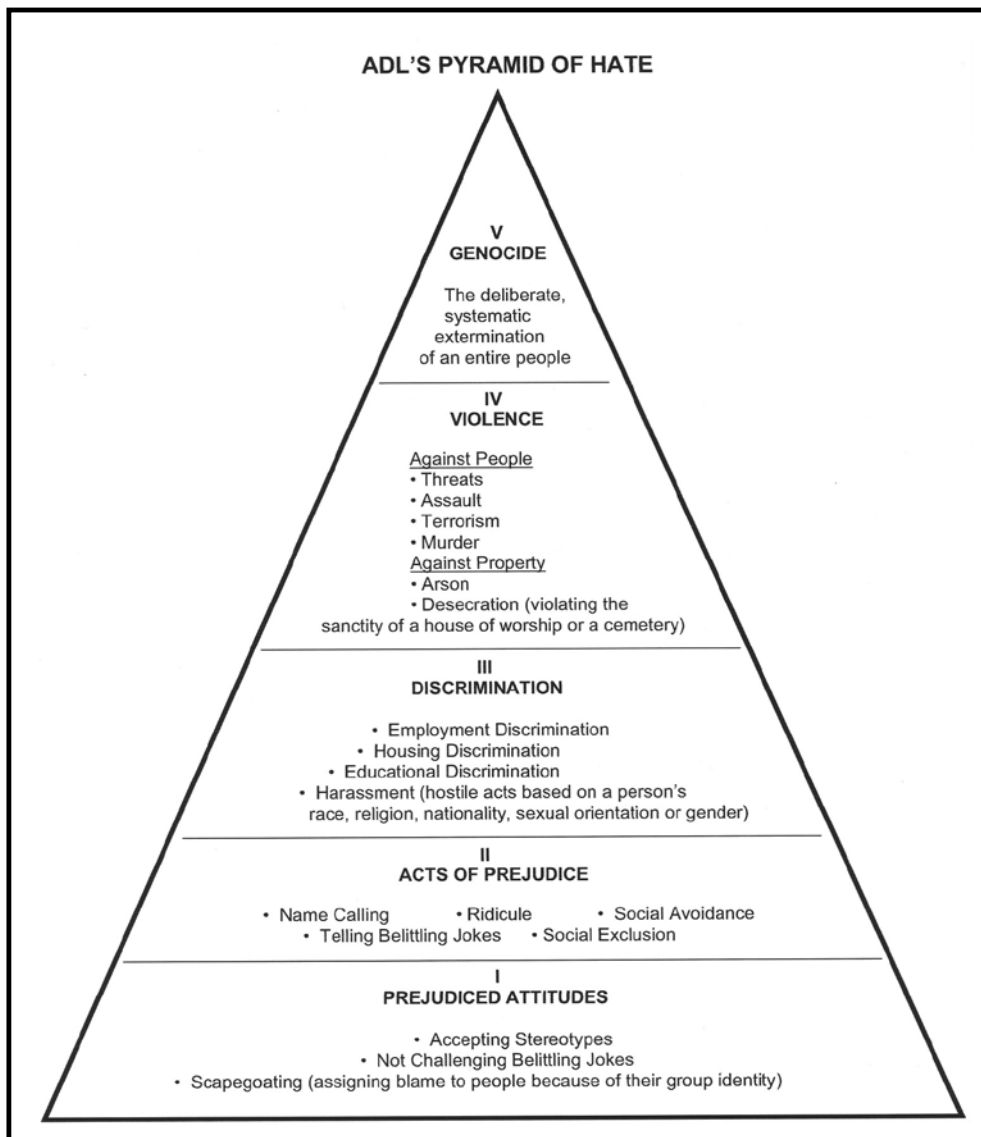 ADL'S PYRAMID OF HATE
V
GENOCIDE
The deliberate,
systematic
extermination
of an entire people
IV
VIOLENCE
Against People
• Threats
• Assault
• Terrorism
• Murder
Against Property
• Arson
• Desecration (violating the
sanctity of a house of worship or a cemetery)
III
DISCRIMINATION
• Employment Discrimination
• Housing Discrimination
• Educational Discrimination
• Harassment (hostile acts based on a person's
race, religion, nationality, sexual orientation or gender)
II
ACTS OF PREJUDICE
• Name Calling • Ridicule • Social Avoidance
• Telling Belittling Jokes • Social Exclusion
I
PREJUDICED ATTITUDES
• Accepting Stereotypes
• Not Challenging Belittling Jokes
• Scapegoating (assigning blame to people because of their group identity)